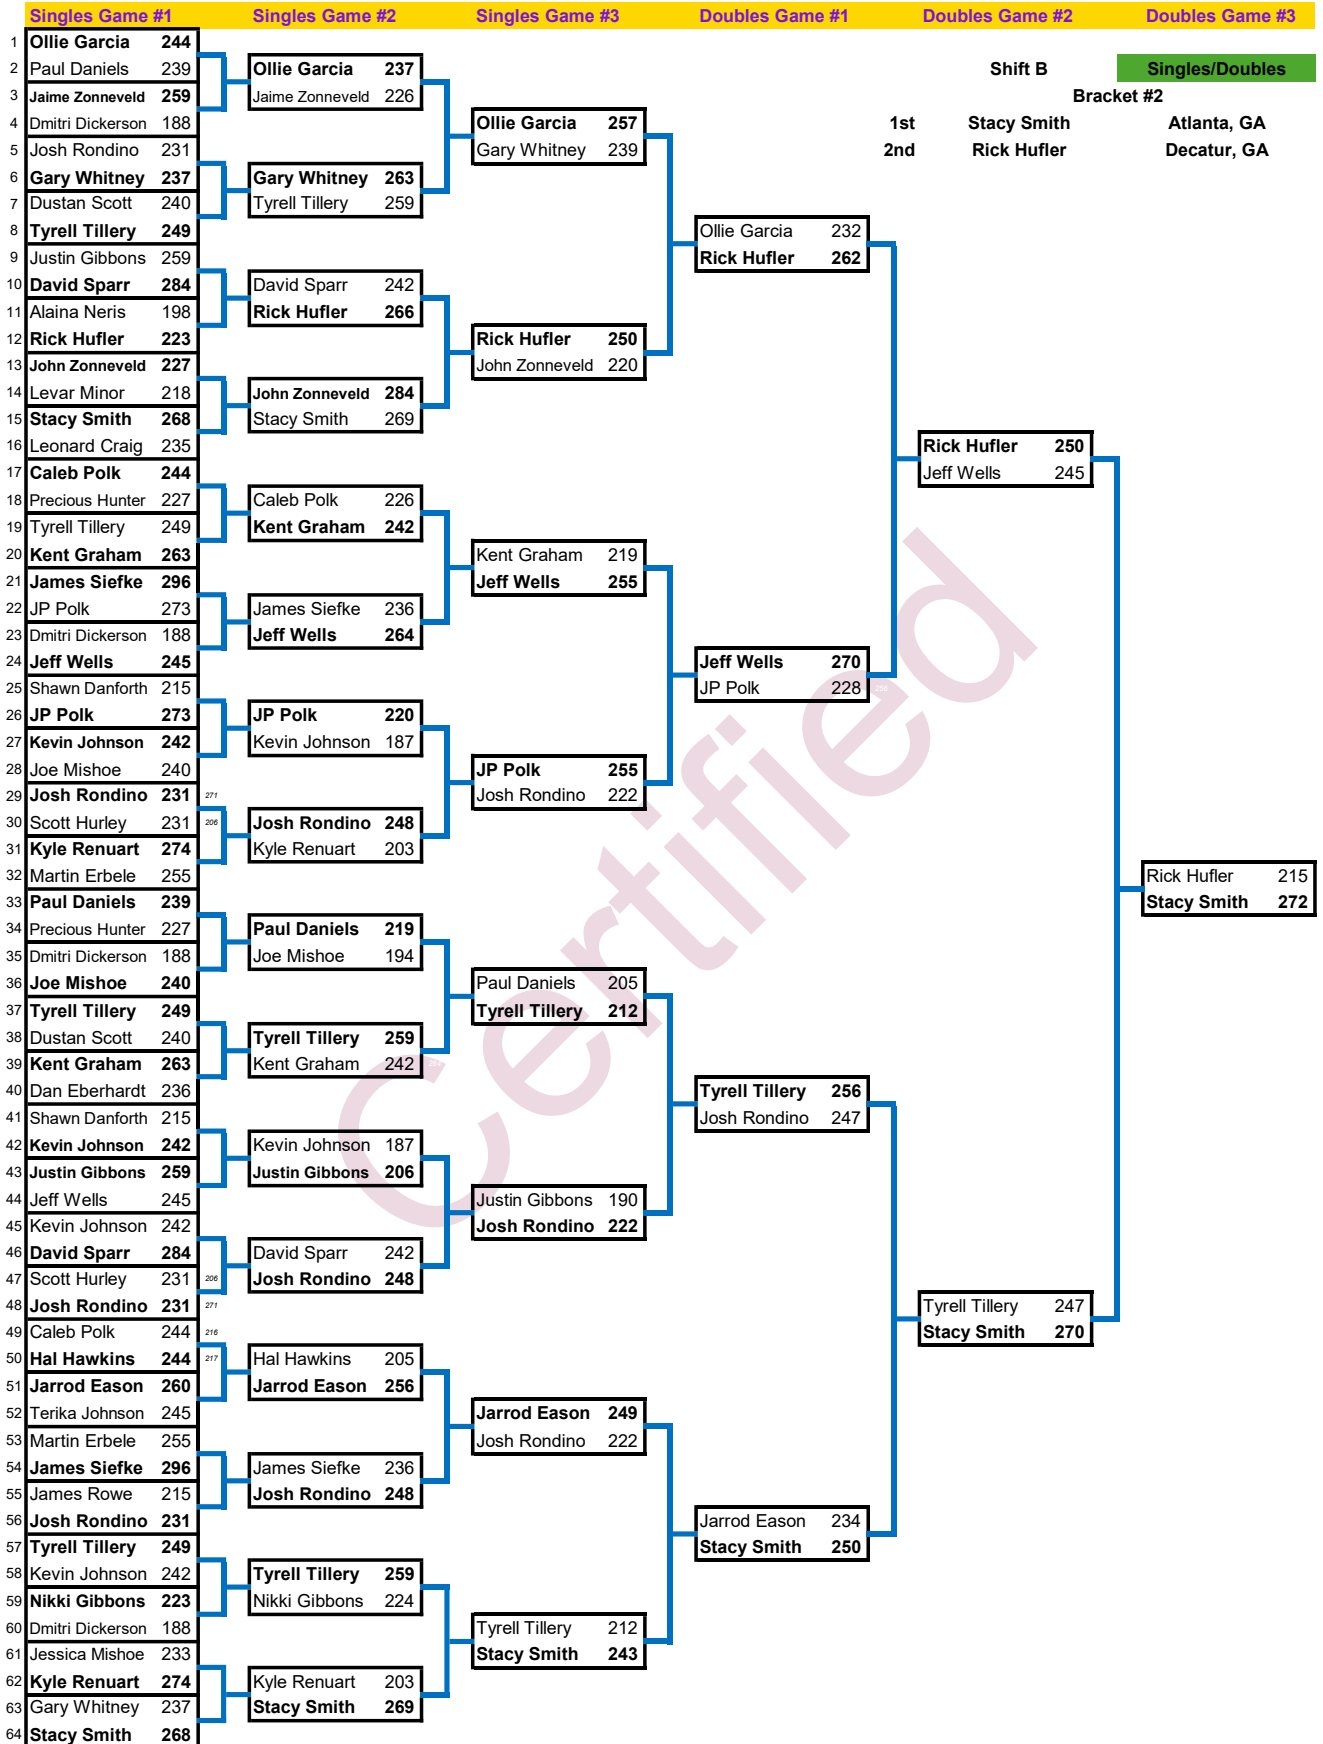 Singles Game #1 Singles Game #2 Singles Game #3 Doubles Game #1 Doubles Game #2 Doubles Game #3
Shift B Singles/Doubles
Bracket #2
1st Stacy Smith Atlanta, GA
2nd Rick Hufler Decatur, GA
1 Ollie Garcia 244
2 Paul Daniels 239
3 Jaime Zonneveld 259
4 Dmitri Dickerson 188
5 Josh Rondino 231
6 Gary Whitney 237
7 Dustan Scott 240
8 Tyrell Tillery 249
9 Justin Gibbons 259
10 David Sparr 284
11 Alaina Neris 198
12 Rick Hufler 223
13 John Zonneveld 227
14 Levar Minor 218
15 Stacy Smith 268
16 Leonard Craig 235
17 Caleb Polk 244
18 Precious Hunter 227
19 Tyrell Tillery 249
20 Kent Graham 263
21 James Siefke 296
22 JP Polk 273
23 Dmitri Dickerson 188
24 Jeff Wells 245
25 Shawn Danforth 215
26 JP Polk 273
27 Kevin Johnson 242
28 Joe Mishoe 240
29 Josh Rondino 231 271
30 Scott Hurley 231 206
31 Kyle Renuart 274
32 Martin Erbele 255
33 Paul Daniels 239
34 Precious Hunter 227
35 Dmitri Dickerson 188
36 Joe Mishoe 240
37 Tyrell Tillery 249
38 Dustan Scott 240
39 Kent Graham 263
40 Dan Eberhardt 236
41 Shawn Danforth 215
42 Kevin Johnson 242
43 Justin Gibbons 259
44 Jeff Wells 245
45 Kevin Johnson 242
46 David Sparr 284
47 Scott Hurley 231 206
48 Josh Rondino 231 271
49 Caleb Polk 244 216
50 Hal Hawkins 244 217
51 Jarrod Eason 260
52 Terika Johnson 245
53 Martin Erbele 255
54 James Siefke 296
55 James Rowe 215
56 Josh Rondino 231
57 Tyrell Tillery 249
58 Kevin Johnson 242
59 Nikki Gibbons 223
60 Dmitri Dickerson 188
61 Jessica Mishoe 233
62 Kyle Renuart 274
63 Gary Whitney 237
64 Stacy Smith 268
Ollie Garcia 237
Jaime Zonneveld 226
Gary Whitney 263
Tyrell Tillery 259
David Sparr 242
Rick Hufler 266
John Zonneveld 284
Stacy Smith 269
Caleb Polk 226
Kent Graham 242
James Siefke 236
Jeff Wells 264
JP Polk 220
Kevin Johnson 187
Josh Rondino 248
Kyle Renuart 203
Paul Daniels 219
Joe Mishoe 194
Tyrell Tillery 259
Kent Graham 242
Kevin Johnson 187
Justin Gibbons 206
David Sparr 242
Josh Rondino 248
Hal Hawkins 205
Jarrod Eason 256
James Siefke 236
Josh Rondino 248
Tyrell Tillery 259
Nikki Gibbons 224
Kyle Renuart 203
Stacy Smith 269
Ollie Garcia 257
Gary Whitney 239
Rick Hufler 250
John Zonneveld 220
Kent Graham 219
Jeff Wells 255
JP Polk 255
Josh Rondino 222
Paul Daniels 205
Tyrell Tillery 212
Justin Gibbons 190
Josh Rondino 222
Jarrod Eason 249
Josh Rondino 222
Tyrell Tillery 212
Stacy Smith 243
Ollie Garcia 232
Rick Hufler 262
Jeff Wells 270
JP Polk 228
Tyrell Tillery 256
Josh Rondino 247
Jarrod Eason 234
Stacy Smith 250
Rick Hufler 250
Jeff Wells 245
Tyrell Tillery 247
Stacy Smith 270
Rick Hufler 215
Stacy Smith 272
Certified